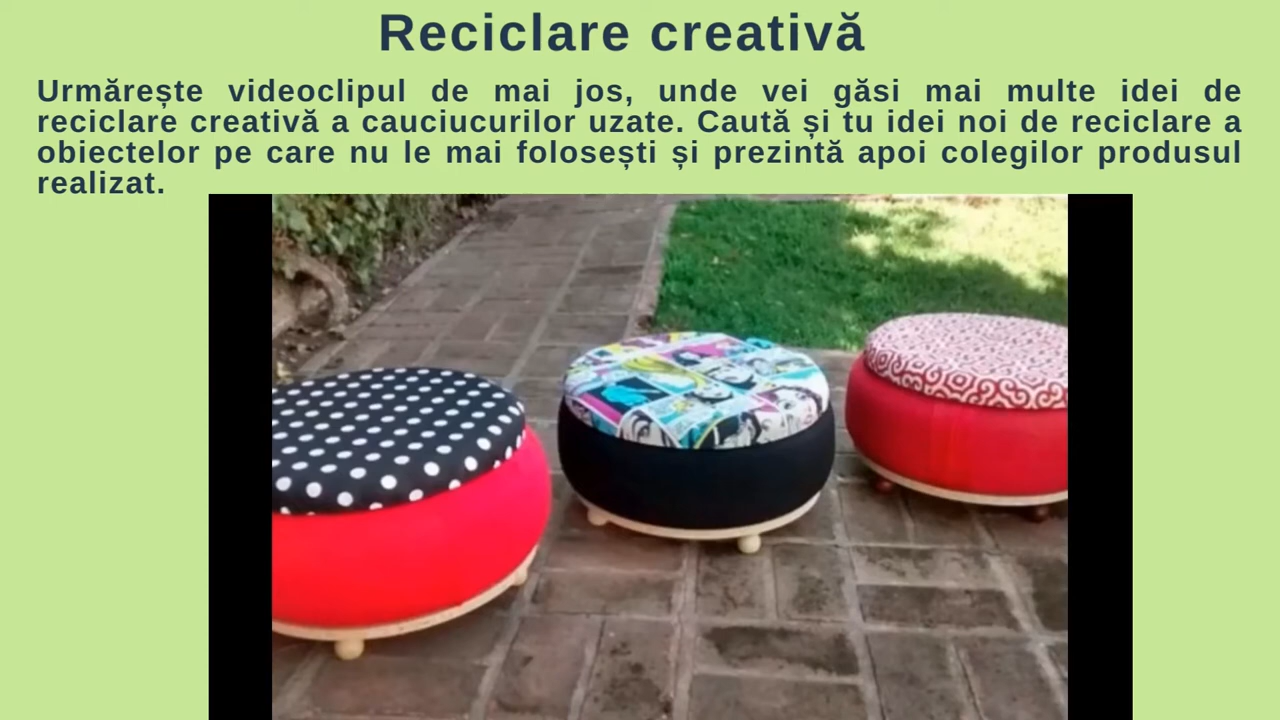 Reciclare creativă
Urmărește videoclipul de mai jos, unde vei găsi mai multe idei de
reciclare creativă a cauciucurilor uzate. Caută și tu idei noi de reciclare a
obiectelor pe care nu le mai folosești și prezintă apoi colegilor produsul
realizat.